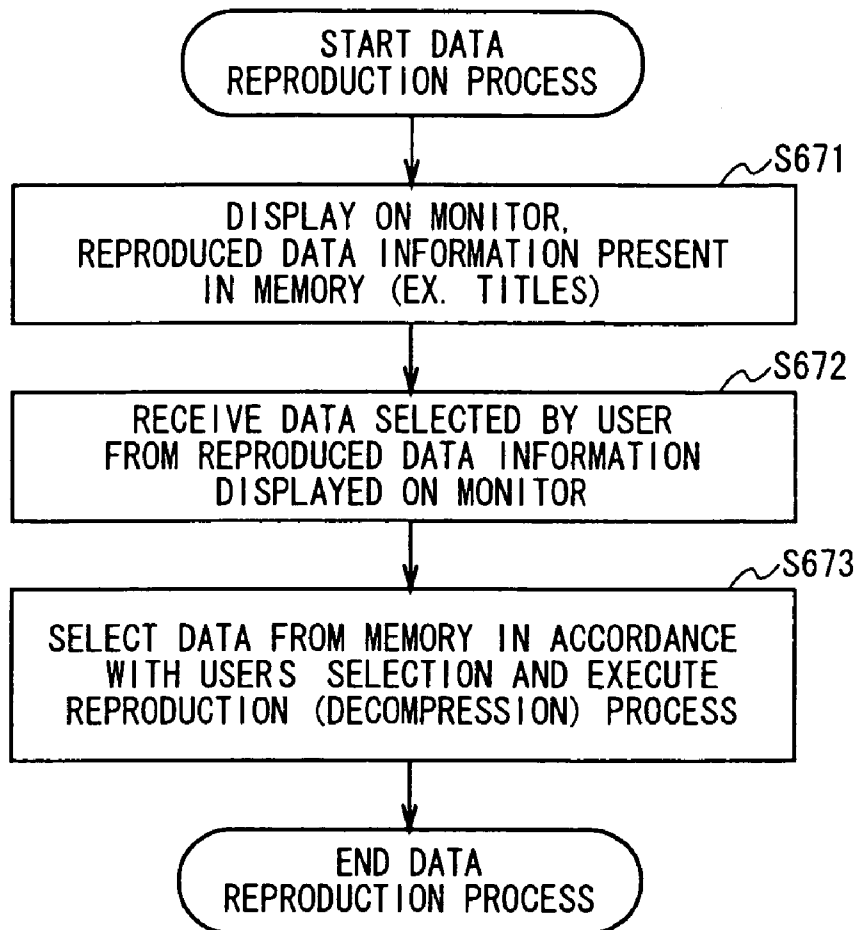 START DATA
REPRODUCTION PROCESS
S671
DISPLAY ON MONITOR,
REPRODUCED DATA INFORMATION PRESENT
IN MEMORY (EX. TITLES)
S672
RECEIVE DATA SELECTED BY USER
FROM REPRODUCED DATA INFORMATION
DISPLAYED ON MONITOR
S673
SELECT DATA FROM MEMORY IN ACCORDANCE
WITH USERS SELECTION AND EXECUTE
REPRODUCTION (DECOMPRESSION) PROCESS
END DATA
REPRODUCTION PROCESS